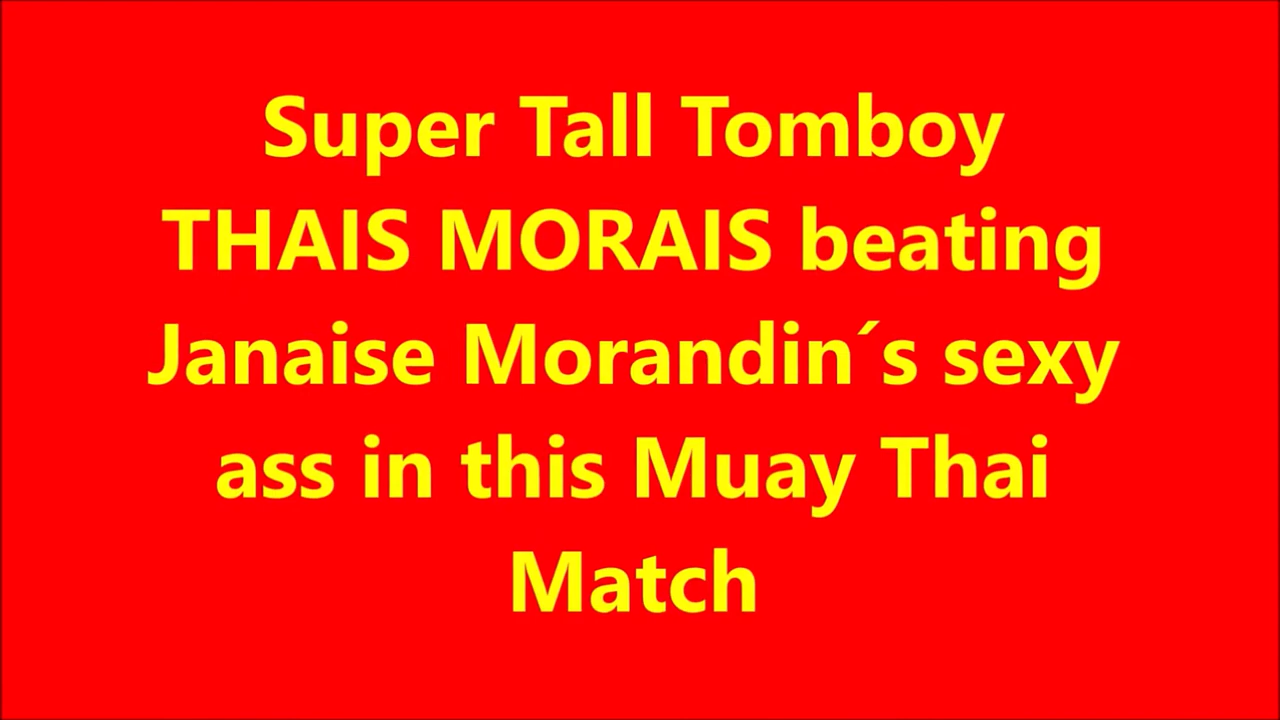 Super Tall Tomboy
THAIS MORAIS beating
Janaise Morandin´s sexy
ass in this Muay Thai
Match